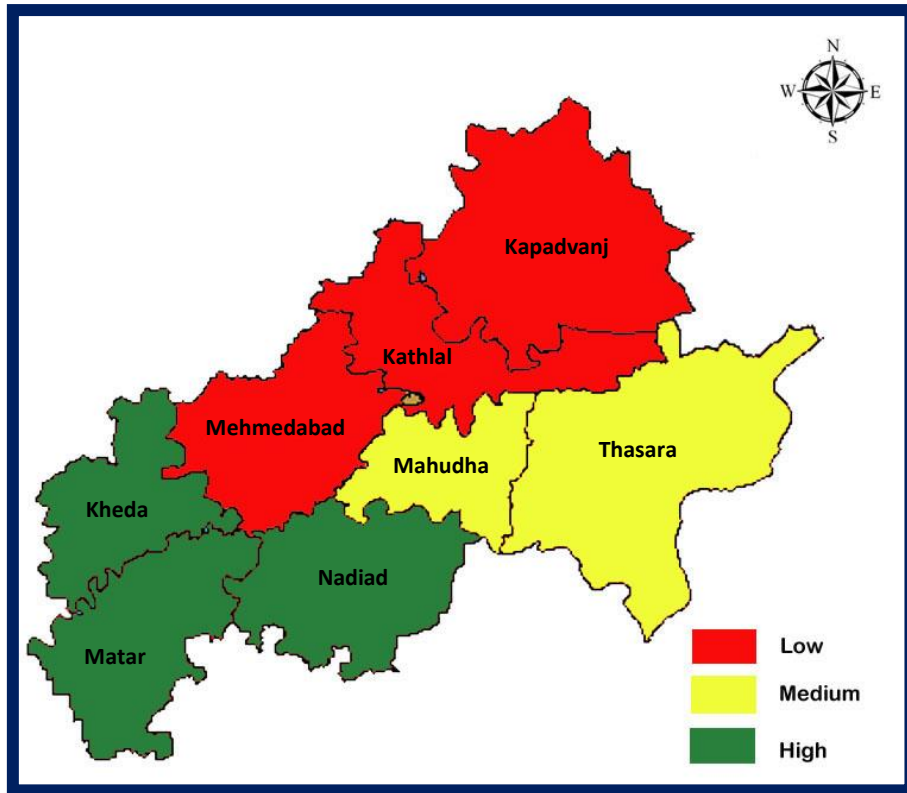 N
W E
S
Kapadvanj
Kathlal
Mehmedabad
Mahudha
Thasara
Kheda
Nadiad
Matar
Low
Medium
High